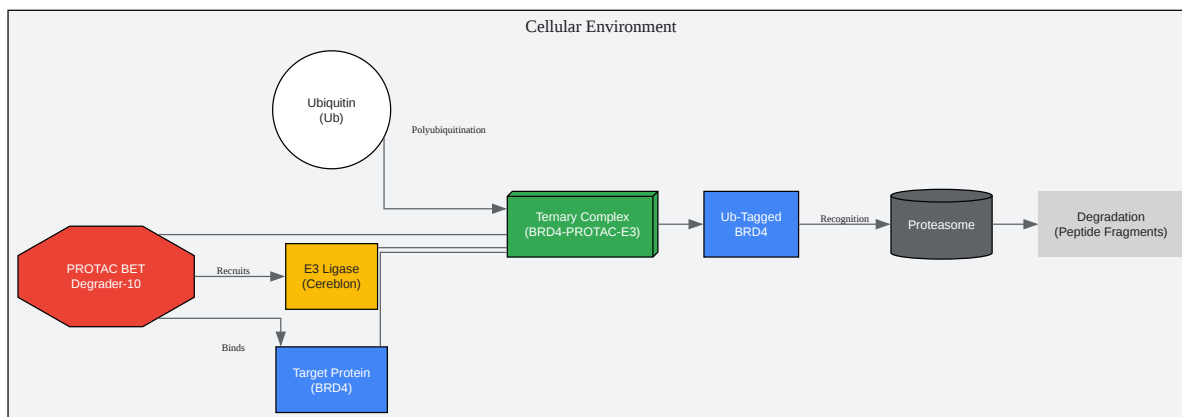 Cellular Environment
Ubiquitin
(Ub)
Polyubiquitination
Ternary Complex
(BRD4-PROTAC-E3)
Ub-Tagged
BRD4
Recognition
Proteasome
Degradation
(Peptide Fragments)
PROTAC BET
Degrader-10
Recruits
E3 Ligase
(Cereblon)
Binds
Target Protein
(BRD4)